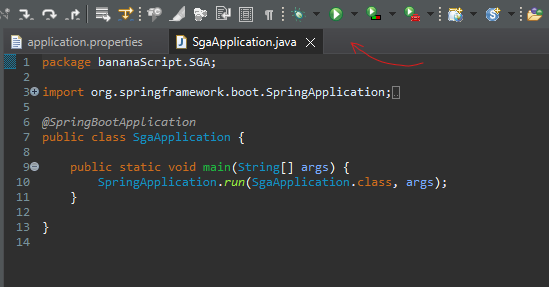 application.properties
SgaApplication.java
1 package bananaScript.SGA;
2
3 import org.springframework.boot.SpringApplication;
5
6 @SpringBootApplication
7 public class SgaApplication {
8
9     public static void main(String[] args) {
10         SpringApplication.run(SgaApplication.class, args);
11     }
12
13 }
14